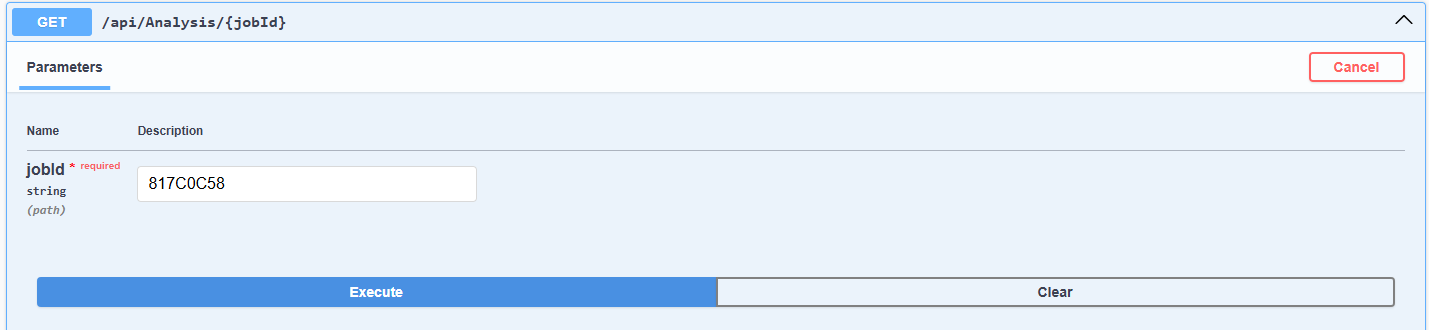 GET /api/Analysis/{jobId}
Parameters Cancel
Name Description
jobId * required
817C0C58
string
(path)
Execute Clear